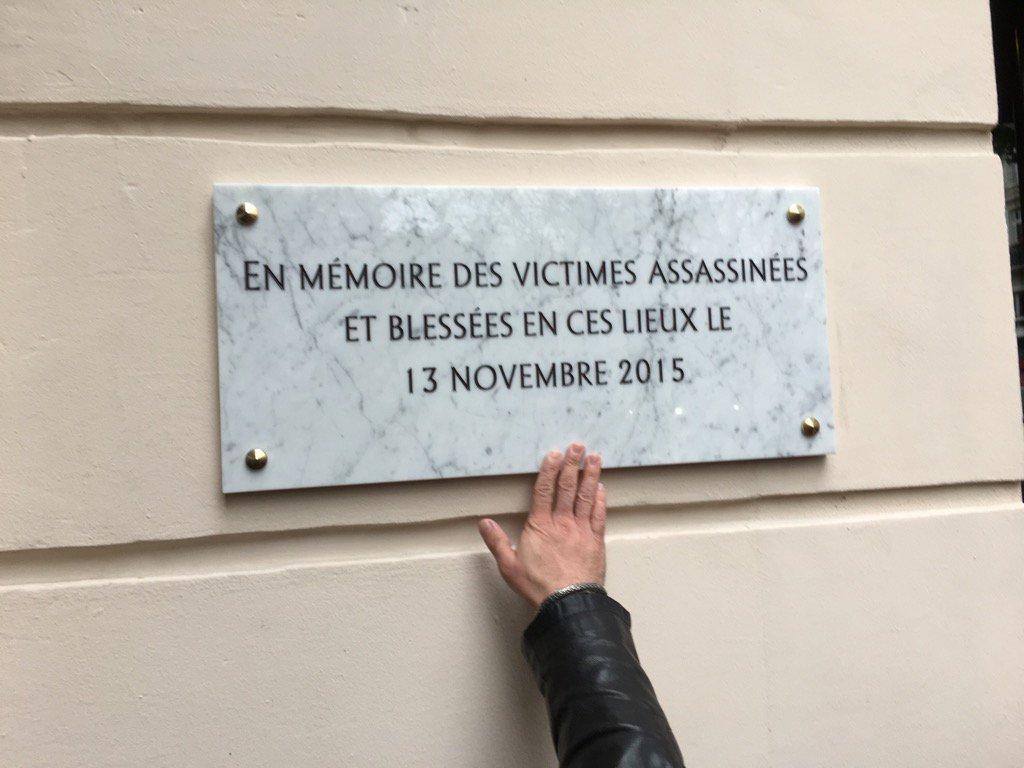 EN MÉMOIRE DES VICTIMES ASSASSINÉES
ET BLESSÉES EN CES LIEUX LE
13 NOVEMBRE 2015